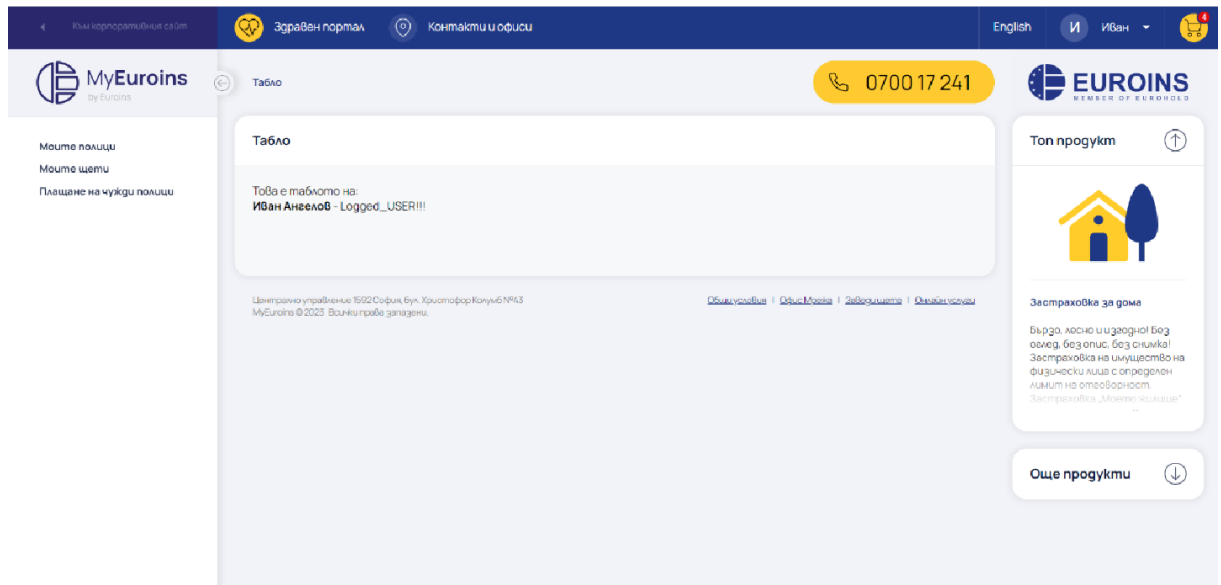 Към корпоративния сайт
Здравен портал
Контакти и офиси
English
И
Иван
4
MyEuroins
by Euroins
Табло
0700 17 241
EUROINS
MEMBER OF EUROHOLD
Моите полици
Моите щети
Плащане на чужди полици
Табло
Това е таблото на:
Иван Ангелов - Logged_USER!!!
Централно управление 1592 София, бул. Христофор Колумб №43
MyEuroins © 2023 Всички права запазени.
Общи условия | Офис Мрежа | Заведи щета | Онлайн услуги
Топ продукт
Застраховка за дома
Бързо, лесно и изгодно! Без
оглед, без опис, без снимка!
Застраховка на имущество на
физически лица с определен
лимит на отговорност.
Застраховка „Моето жилище“
Още продукти